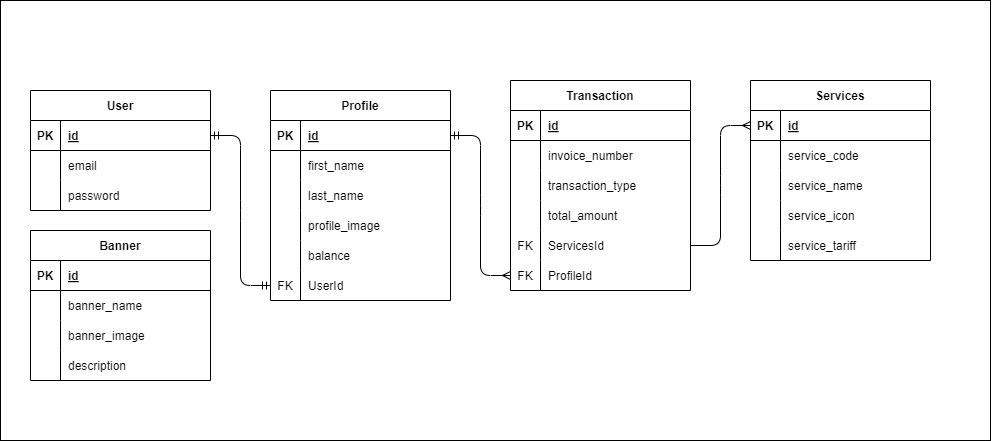 User
PK id
email
password
Banner
PK id
banner_name
banner_image
description
Profile
PK id
first_name
last_name
profile_image
balance
FK UserId
Transaction
PK id
invoice_number
transaction_type
total_amount
FK ServicesId
FK ProfileId
Services
PK id
service_code
service_name
service_icon
service_tariff